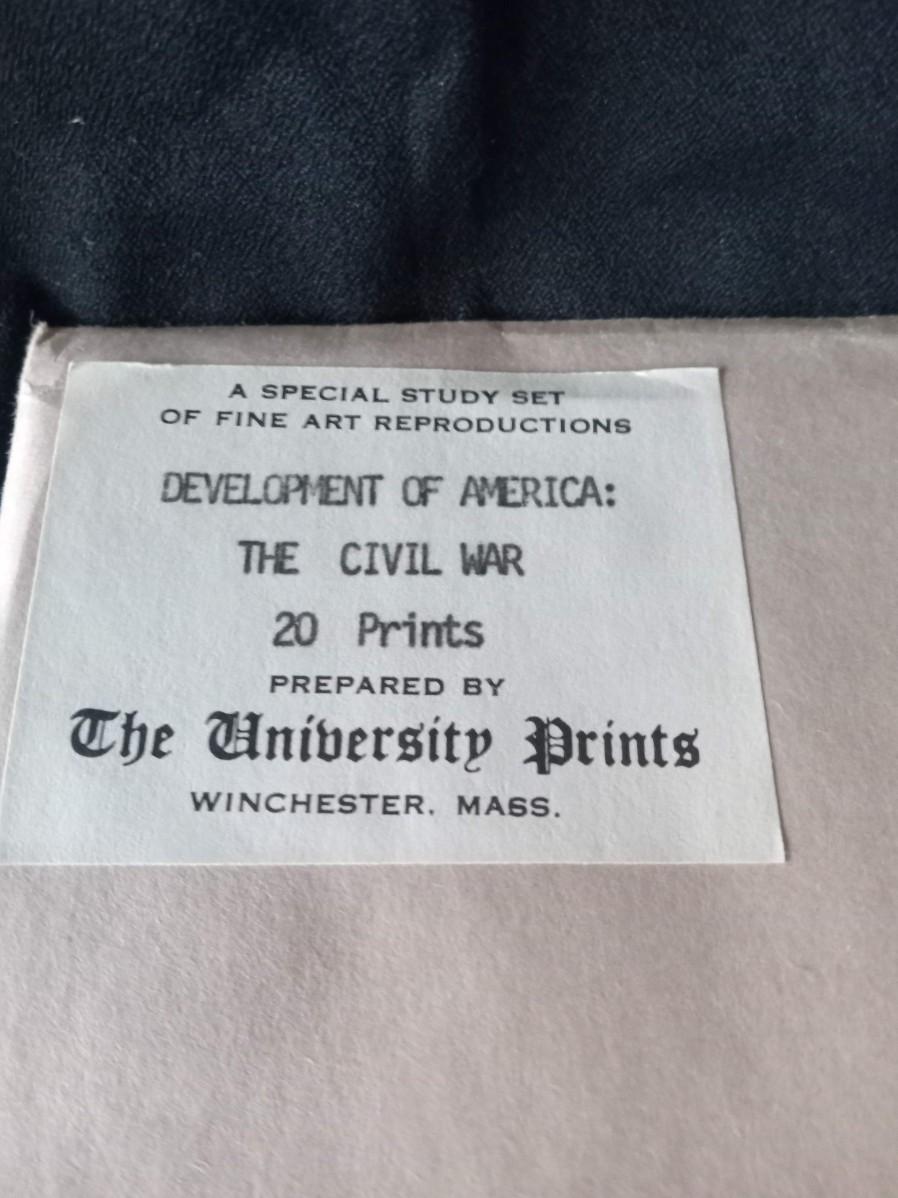 A SPECIAL STUDY SET
OF FINE ART REPRODUCTIONS
DEVELOPMENT OF AMERICA:
THE CIVIL WAR
20 Prints
PREPARED BY
The University Prints
WINCHESTER. MASS.